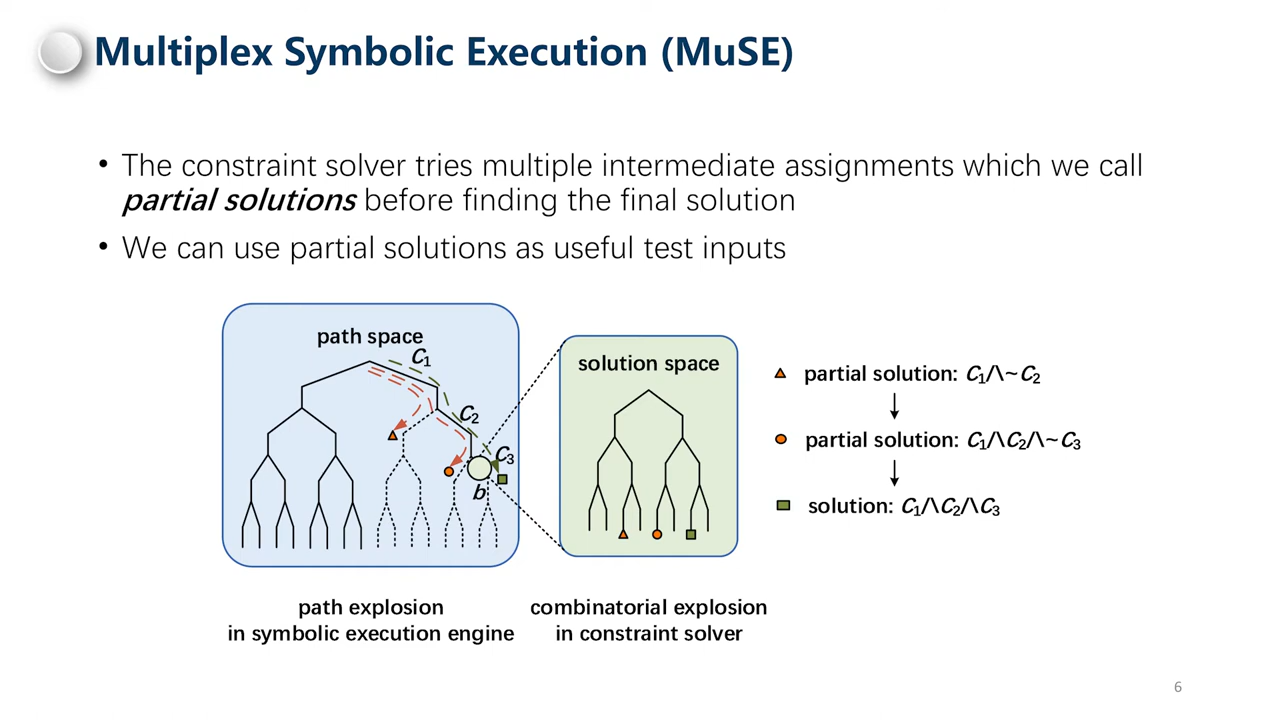 Multiplex Symbolic Execution (MuSE)
• The constraint solver tries multiple intermediate assignments which we call
partial solutions before finding the final solution
• We can use partial solutions as useful test inputs
path space
C₁
C₂
C₃
b
solution space
partial solution: C₁/\~C₂
partial solution: C₁/\C₂/\~C₃
solution: C₁/\C₂/\C₃
path explosion
in symbolic execution engine
combinatorial explosion
in constraint solver
6